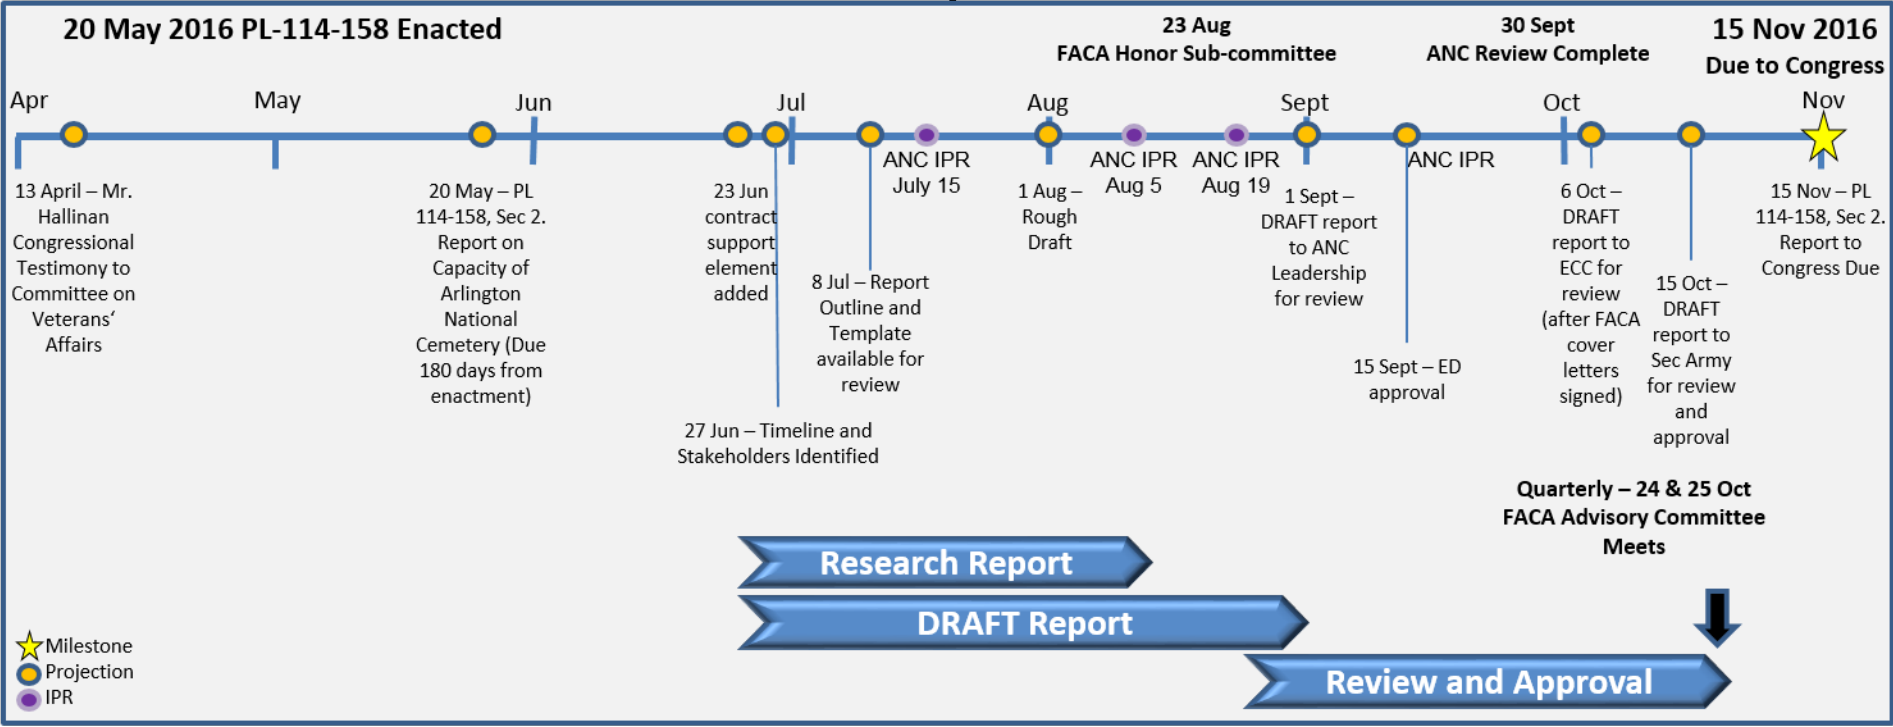 20 May 2016 PL-114-158 Enacted
23 Aug
FACA Honor Sub-committee
30 Sept
ANC Review Complete
15 Nov 2016
Due to Congress
Apr
May
Jun
Jul
Aug
Sept
Oct
Nov
ANC IPR
July 15
ANC IPR
Aug 5
ANC IPR
Aug 19
ANC IPR
13 April – Mr.
Hallinan
Congressional
Testimony to
Committee on
Veterans‘
Affairs
20 May – PL
114-158, Sec 2.
Report on
Capacity of
Arlington
National
Cemetery (Due
180 days from
enactment)
23 Jun
contract
support
element
added
27 Jun – Timeline and
Stakeholders Identified
8 Jul – Report
Outline and
Template
available for
review
1 Aug –
Rough
Draft
1 Sept –
DRAFT report
to ANC
Leadership
for review
15 Sept – ED
approval
6 Oct –
DRAFT
report to
ECC for
review
(after FACA
cover
letters
signed)
15 Oct –
DRAFT
report to
Sec Army
for review
and
approval
15 Nov – PL
114-158, Sec 2.
Report to
Congress Due
Quarterly – 24 & 25 Oct
FACA Advisory Committee
Meets
Research Report
DRAFT Report
Review and Approval
Milestone
Projection
IPR